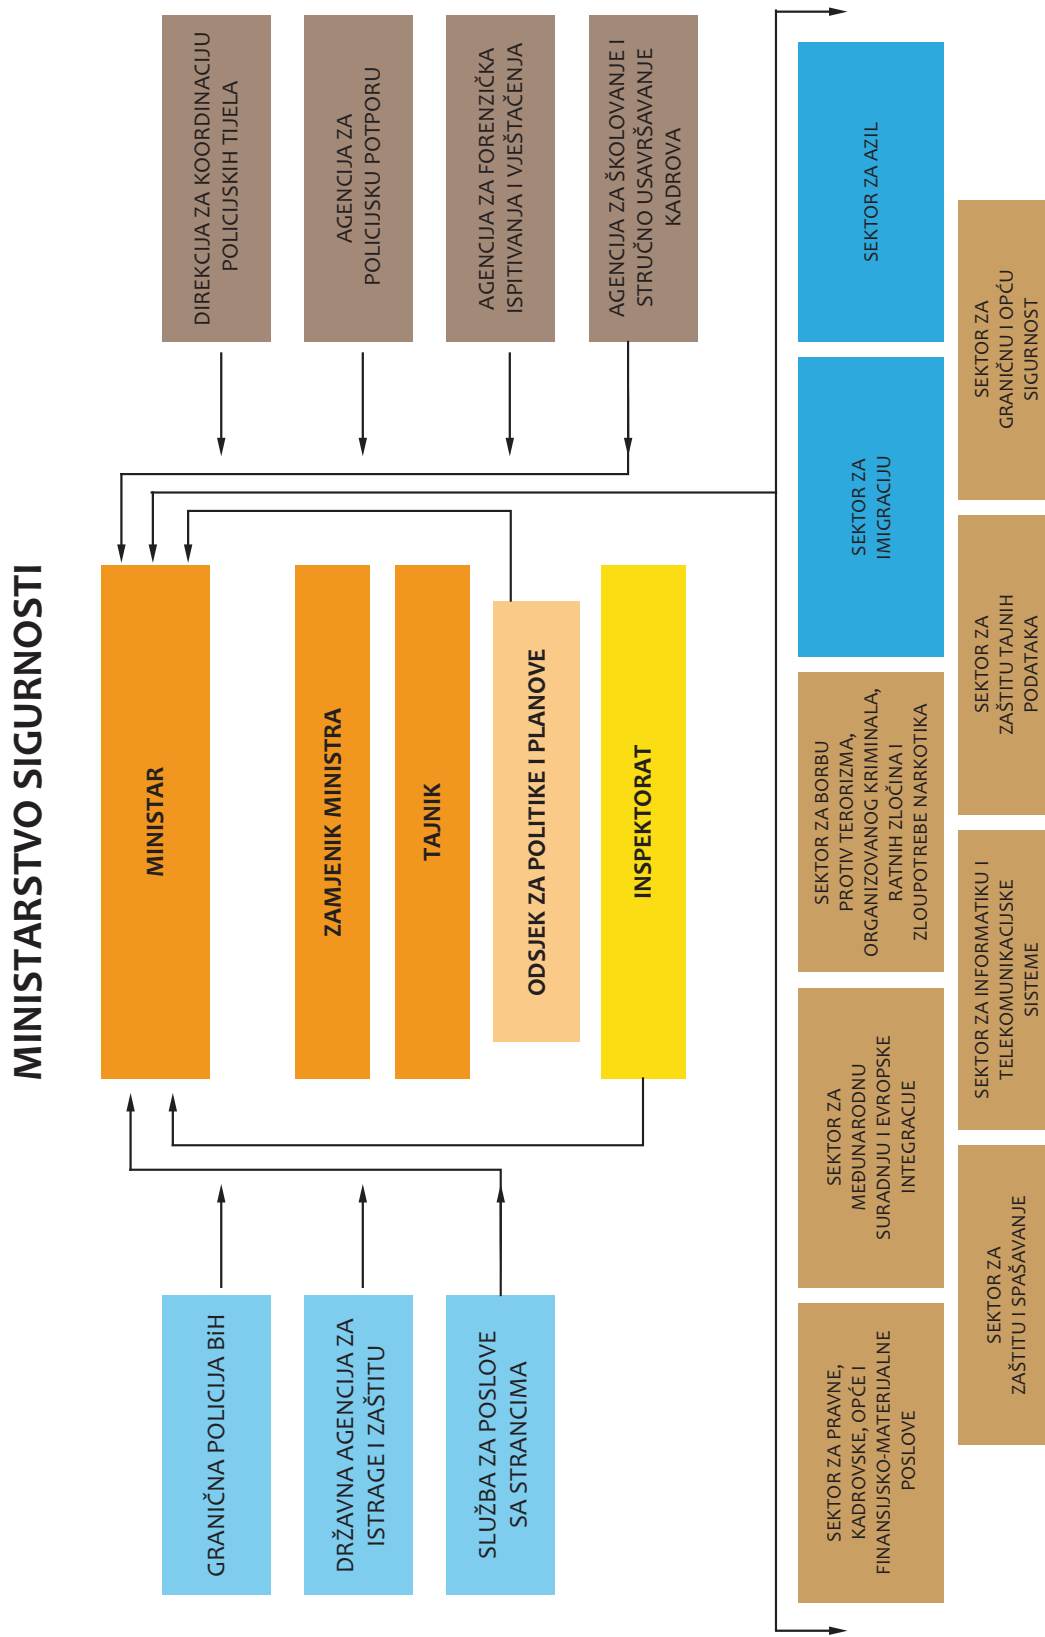 MINISTARSTVO SIGURNOSTI
GRANIČNA POLICIJA BiH
DRŽAVNA AGENCIJA ZA
ISTRAGE I ZAŠTITU
SLUŽBA ZA POSLOVE
SA STRANCIMA
MINISTAR
ZAMJENIK MINISTRA
TAJNIK
ODSJEK ZA POLITIKE I PLANOVE
INSPEKTORAT
DIREKCIJA ZA KOORDINACIJU
POLICIJSKIH TIJELA
AGENCIJA ZA
POLICIJSKU POTPORU
AGENCIJA ZA FORENZIČKA
ISPITIVANJA I VJEŠTAČENJA
AGENCIJA ZA ŠKOLOVANJE I
STRUČNO USAVRŠAVANJE
KADROVA
SEKTOR ZA PRAVNE,
KADROVSKE, OPĆE I
FINANSIJSKO-MATERIJALNE
POSLOVE
SEKTOR ZA
MEĐUNARODNU
SURADNJU I EVROPSKE
INTEGRACIJE
SEKTOR ZA BORBU
PROTIV TERORIZMA,
ORGANIZOVANOG KRIMINALA,
RATNIH ZLOČINA I
ZLOUPOTREBE NARKOTIKA
SEKTOR ZA
IMIGRACIJU
SEKTOR ZA AZIL
SEKTOR ZA
ZAŠTITU I SPAŠAVANJE
SEKTOR ZA INFORMATIKU I
TELEKOMUNIKACIJSKE
SISTEME
SEKTOR ZA
ZAŠTITU TAJNIH
PODATAKA
SEKTOR ZA
GRANIČNU I OPĆU
SIGURNOST